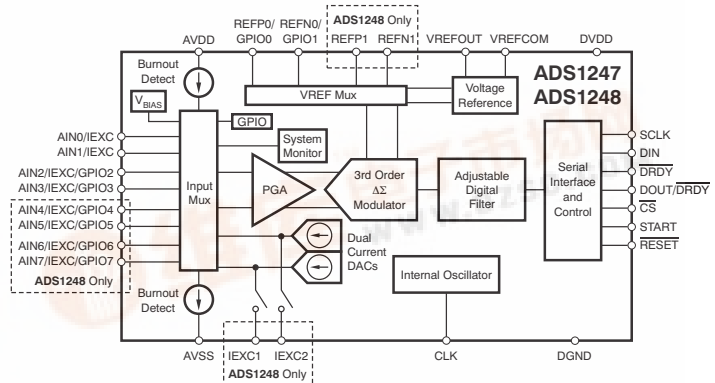 REFP0/ REFN0/ ADS1248 Only
AVDD GPIO0 GPIO1 REFP1 REFN1 VREFOUT VREFCOM DVDD
Burnout
Detect
VBIAS
VREF Mux
Voltage
Reference
ADS1247
ADS1248
GPIO
System
Monitor
AIN0/IEXC
AIN1/IEXC
AIN2/IEXC/GPIO2
AIN3/IEXC/GPIO3
AIN4/IEXC/GPIO4
AIN5/IEXC/GPIO5
AIN6/IEXC/GPIO6
AIN7/IEXC/GPIO7
ADS1248 Only
Input
Mux
PGA
3rd Order
ΔΣ
Modulator
Adjustable
Digital
Filter
Serial
Interface
and
Control
SCLK
DIN
DRDY
DOUT/DRDY
CS
START
RESET
Dual
Current
DACs
Internal Oscillator
Burnout
Detect
AVSS IEXC1 IEXC2 CLK DGND
ADS1248 Only